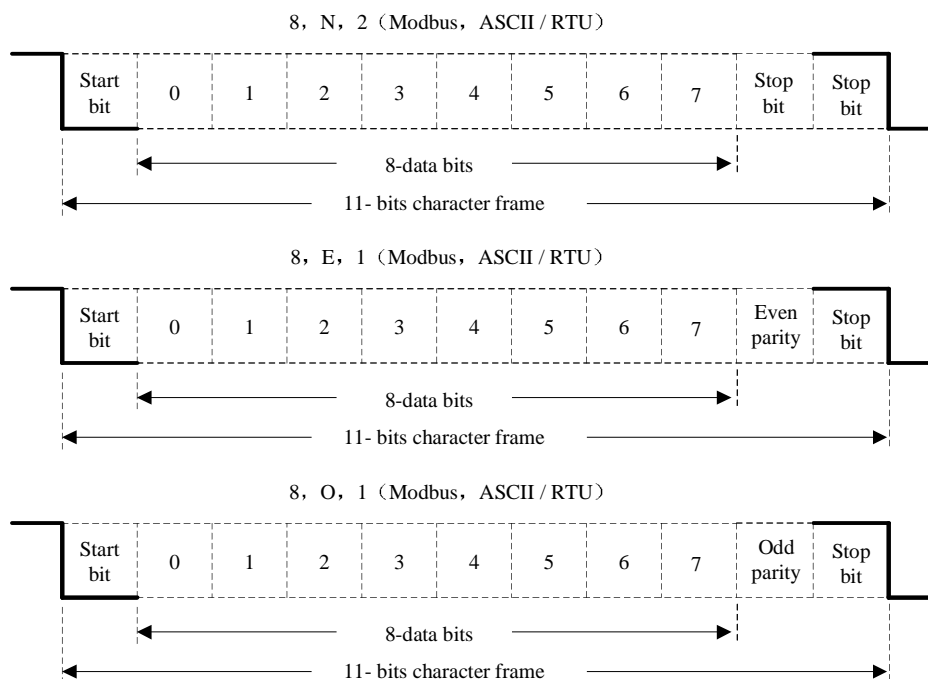 8，N，2（Modbus，ASCII / RTU）
Start bit 0 1 2 3 4 5 6 7 Stop bit Stop bit
8-data bits
11- bits character frame
8，E，1（Modbus，ASCII / RTU）
Start bit 0 1 2 3 4 5 6 7 Even parity Stop bit
8-data bits
11- bits character frame
8，O，1（Modbus，ASCII / RTU）
Start bit 0 1 2 3 4 5 6 7 Odd parity Stop bit
8-data bits
11- bits character frame